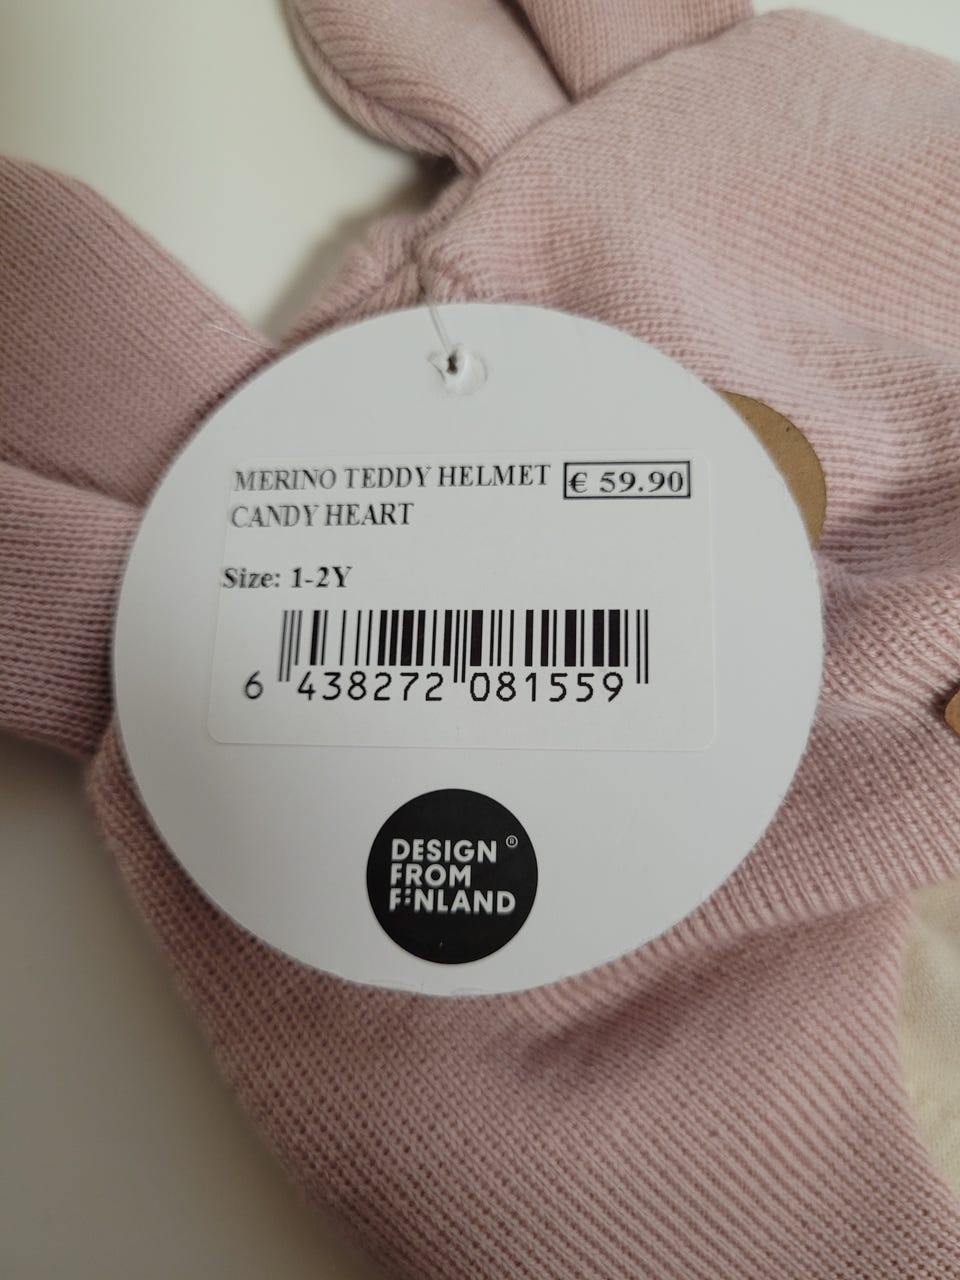 MERINO TEDDY HELMET € 59.90
CANDY HEART
Size: 1-2Y
6 438272 081559
DESIGN ®
FROM
FINLAND